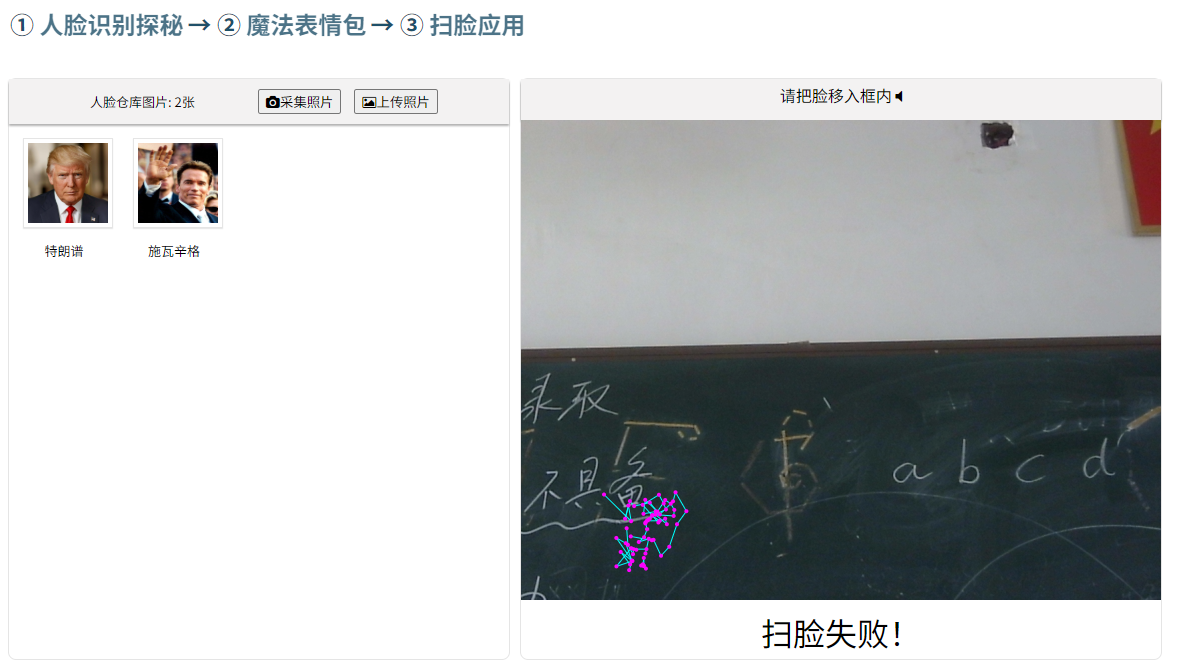 ① 人脸识别探秘 → ② 魔法表情包 → ③ 扫脸应用
人脸仓库图片: 2张
采集照片
上传照片
特朗谱
施瓦辛格
请把脸移入框内
录取
不具备
a b c d
扫脸失败！